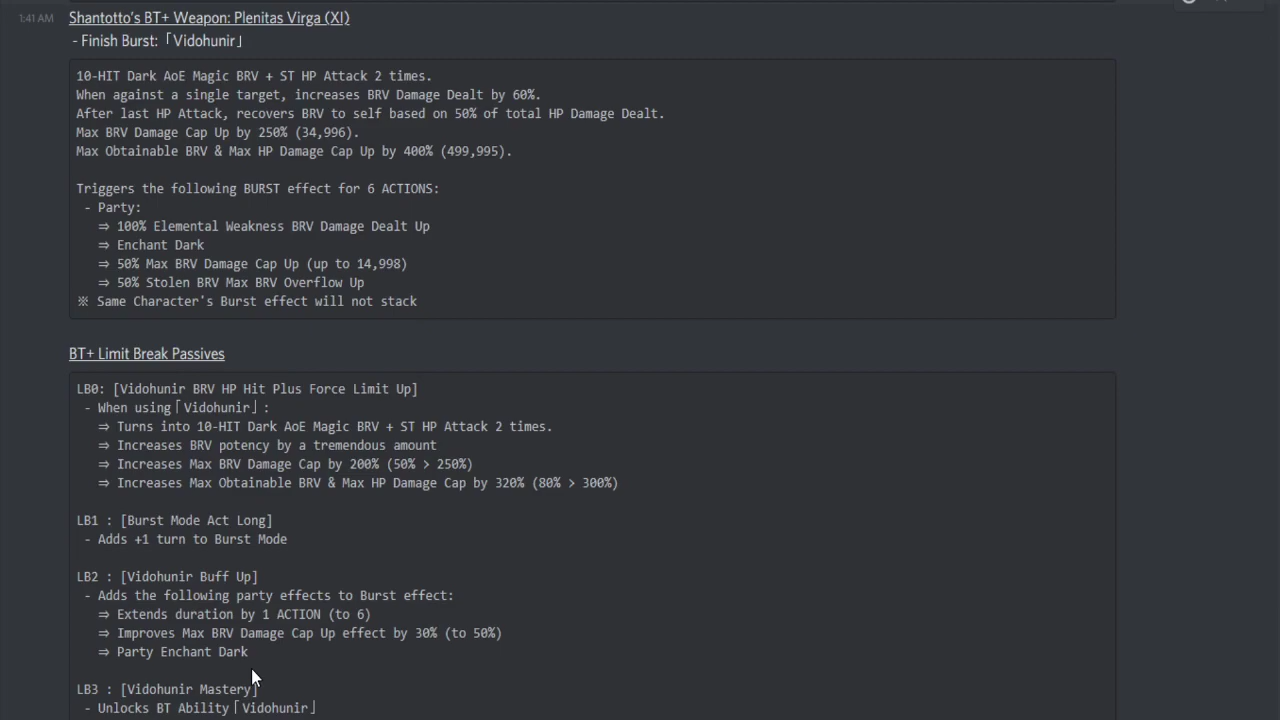 1:41 AM
Shantotto's BT+ Weapon: Plenitas Virga (XI)
- Finish Burst:「Vidohunir」
10-HIT Dark AoE Magic BRV + ST HP Attack 2 times.
When against a single target, increases BRV Damage Dealt by 60%.
After last HP Attack, recovers BRV to self based on 50% of total HP Damage Dealt.
Max BRV Damage Cap Up by 250% (34,996).
Max Obtainable BRV & Max HP Damage Cap Up by 400% (499,995).
Triggers the following BURST effect for 6 ACTIONS:
- Party:
⇒ 100% Elemental Weakness BRV Damage Dealt Up
⇒ Enchant Dark
⇒ 50% Max BRV Damage Cap Up (up to 14,998)
⇒ 50% Stolen BRV Max BRV Overflow Up
※ Same Character's Burst effect will not stack
BT+ Limit Break Passives
LB0: [Vidohunir BRV HP Hit Plus Force Limit Up]
- When using「Vidohunir」:
⇒ Turns into 10-HIT Dark AoE Magic BRV + ST HP Attack 2 times.
⇒ Increases BRV potency by a tremendous amount
⇒ Increases Max BRV Damage Cap by 200% (50% > 250%)
⇒ Increases Max Obtainable BRV & Max HP Damage Cap by 320% (80% > 300%)
LB1 : [Burst Mode Act Long]
- Adds +1 turn to Burst Mode
LB2 : [Vidohunir Buff Up]
- Adds the following party effects to Burst effect:
⇒ Extends duration by 1 ACTION (to 6)
⇒ Improves Max BRV Damage Cap Up effect by 30% (to 50%)
⇒ Party Enchant Dark
LB3 : [Vidohunir Mastery]
- Unlocks BT Ability「Vidohunir」